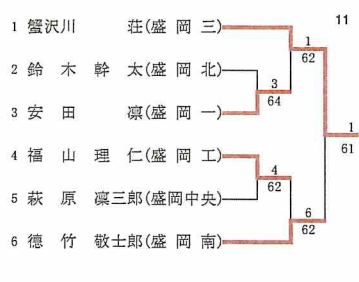 11
1 蟹沢川 荘(盛岡三)
1
62
2 鈴木幹太(盛岡北)
3
64
3 安田 凛(盛岡一)
1
61
4 福山理仁(盛岡工)
4
62
5 萩原凛三郎(盛岡中央)
6
62
6 德竹敬士郎(盛岡南)